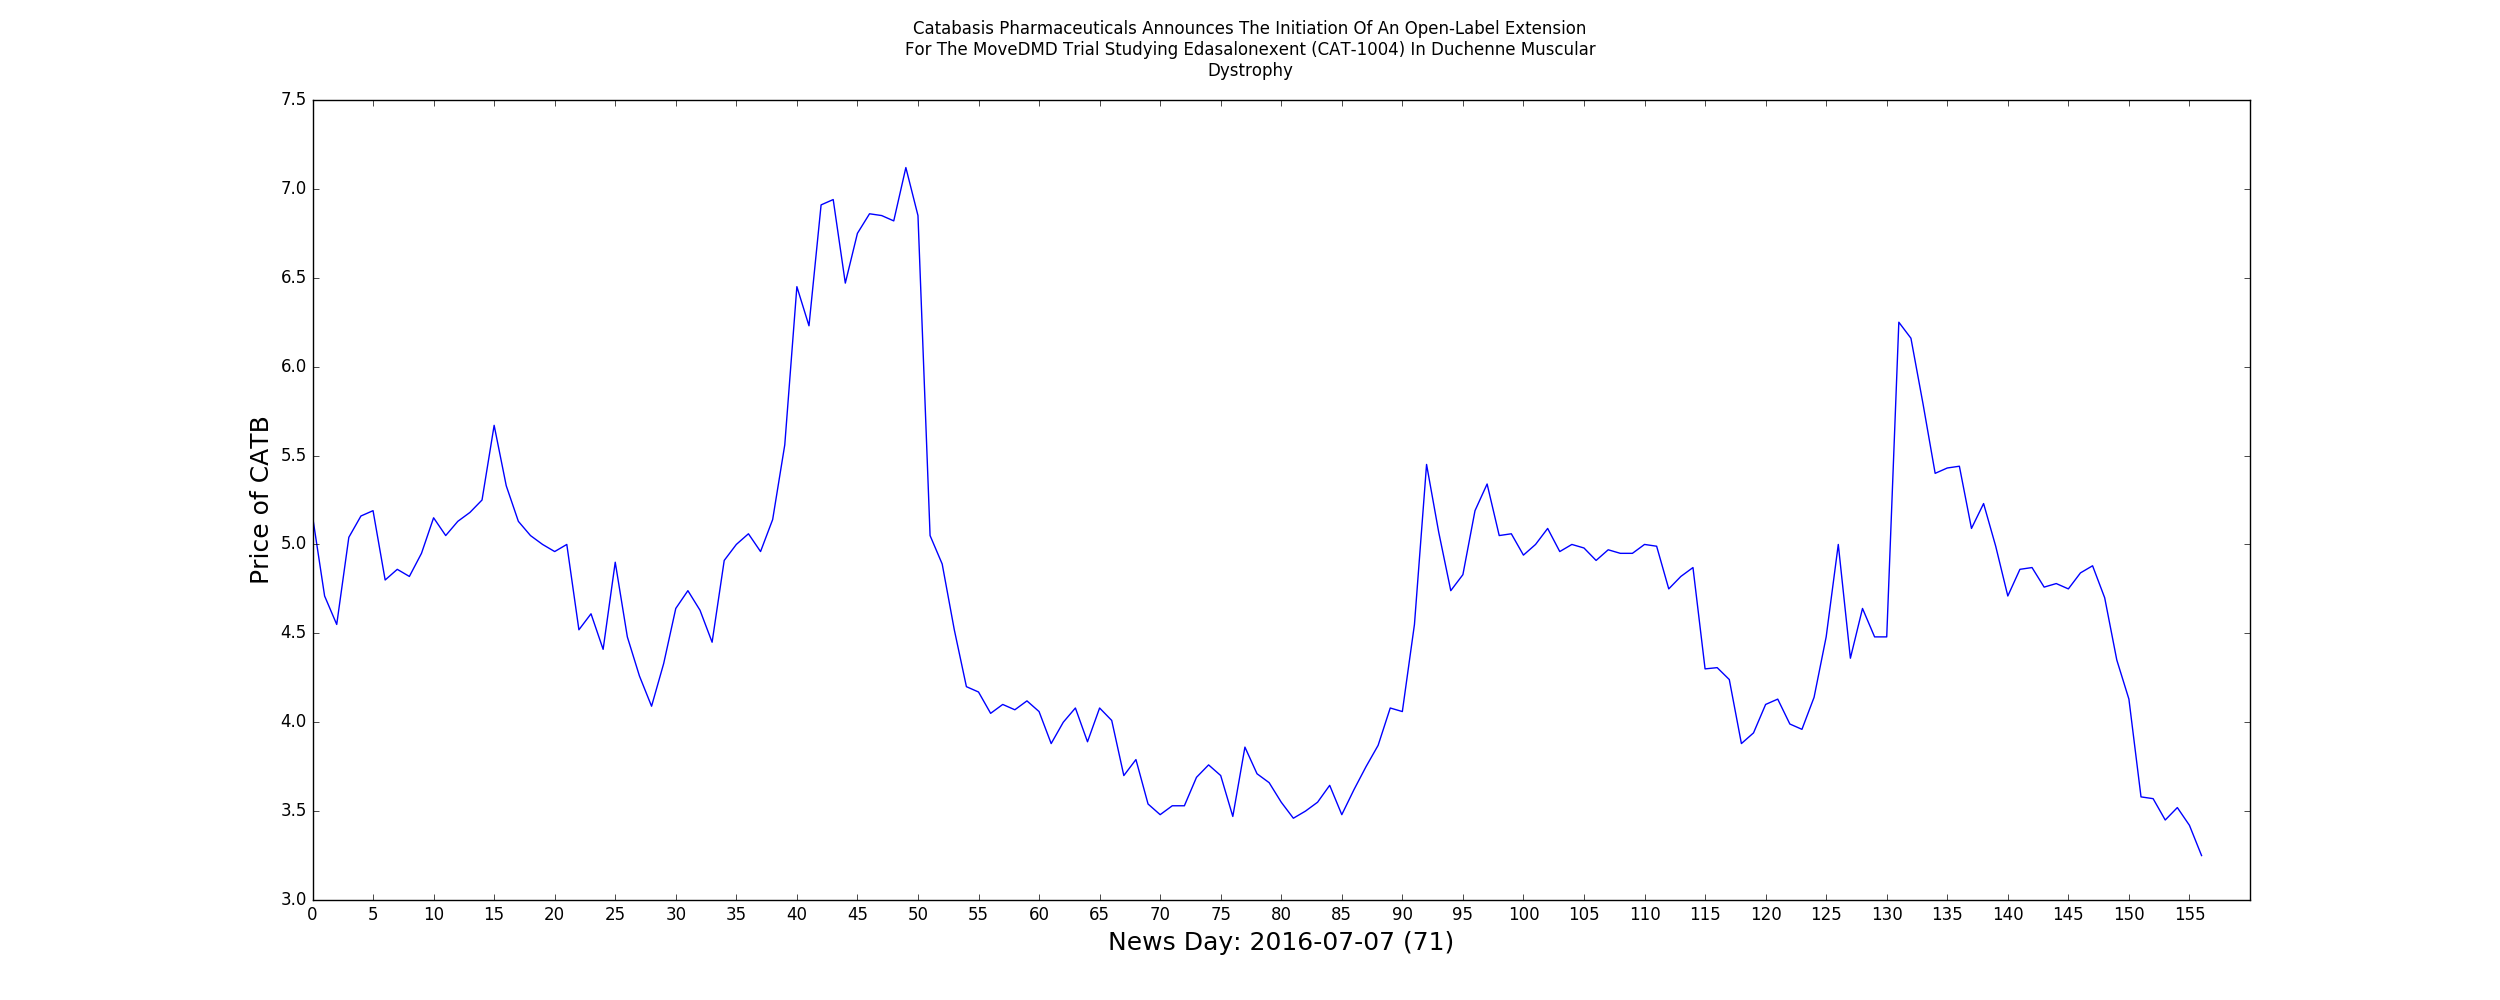 Catabasis Pharmaceuticals Announces The Initiation Of An Open-Label Extension
For The MoveDMD Trial Studying Edasalonexent (CAT-1004) In Duchenne Muscular
Dystrophy
7.5
7.0
6.5
6.0
5.5
5.0
4.5
4.0
3.5
3.0
Price of CATB
0 5 10 15 20 25 30 35 40 45 50 55 60 65 70 75 80 85 90 95 100 105 110 115 120 125 130 135 140 145 150 155
News Day: 2016-07-07 (71)